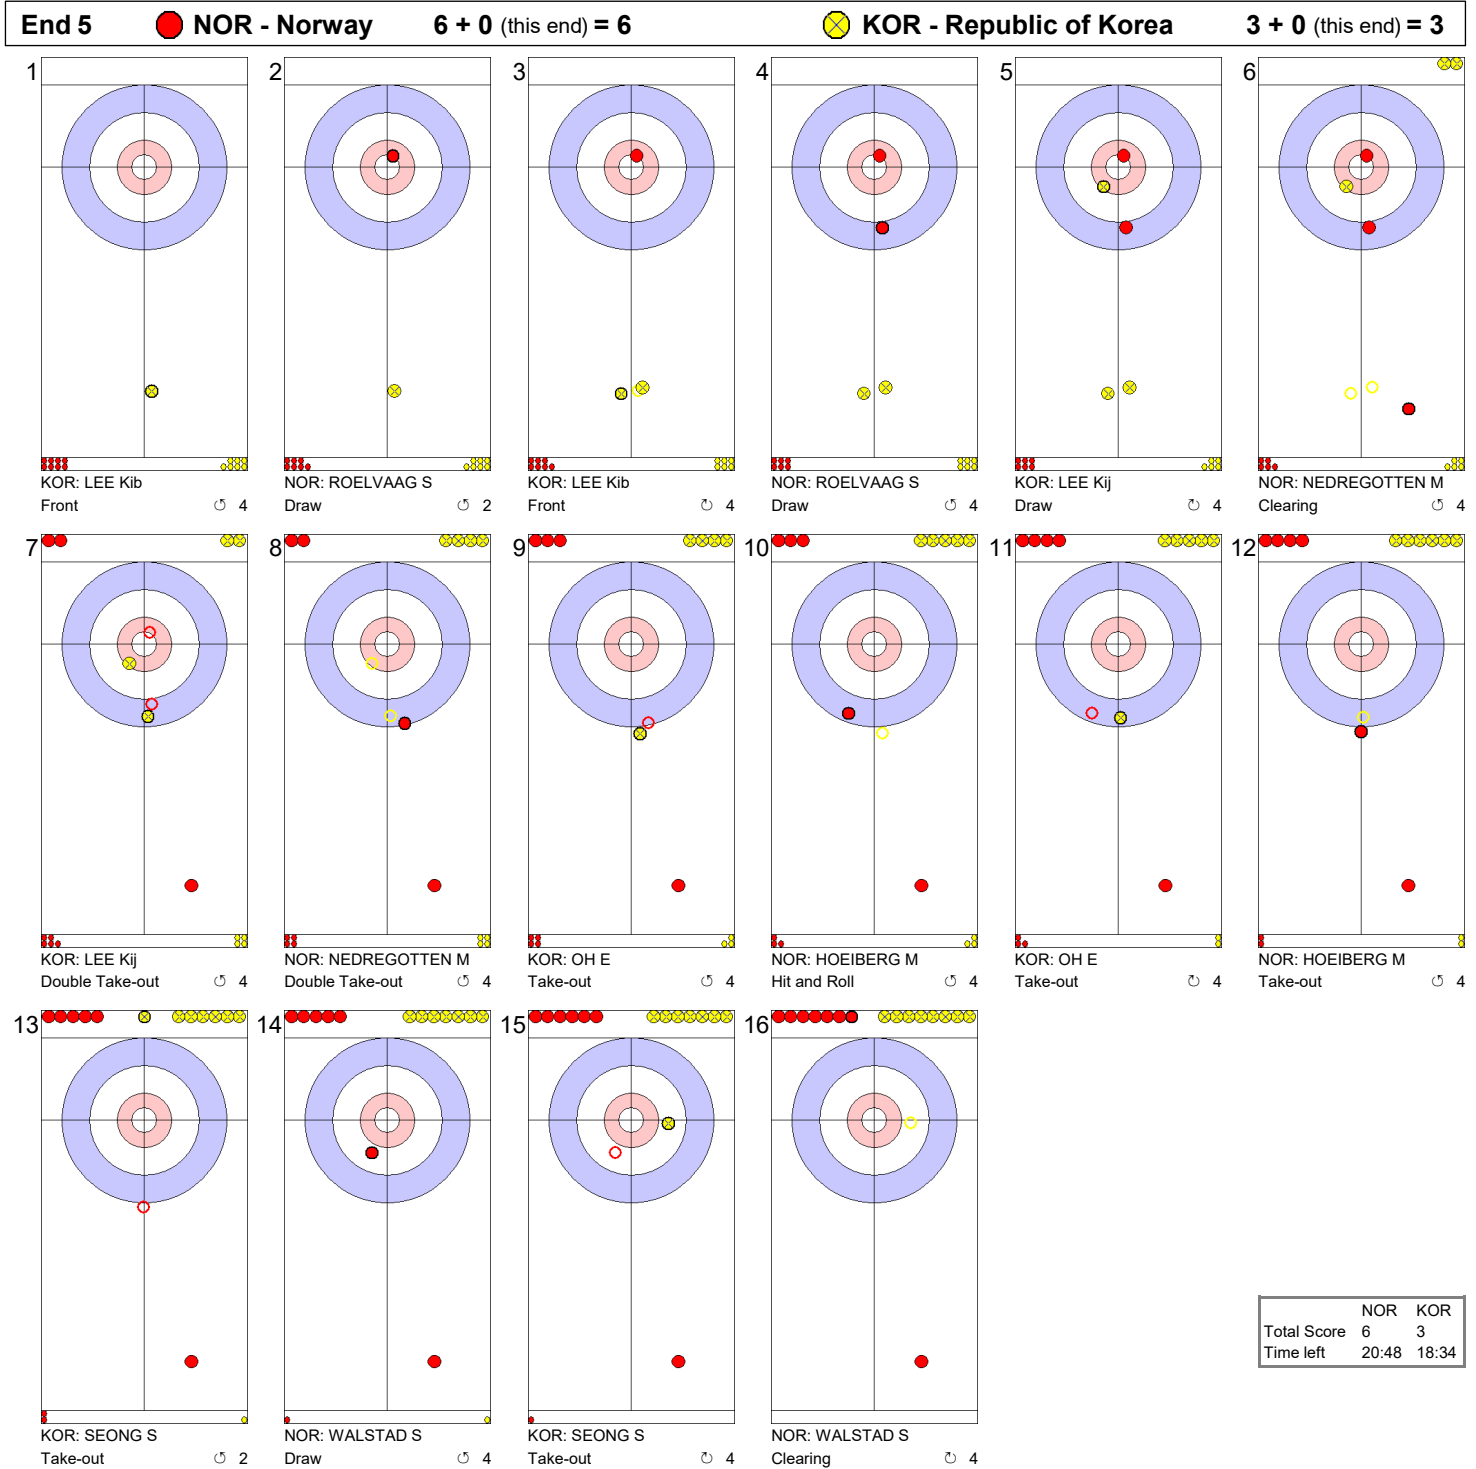 End 5 NOR - Norway 6 + 0 (this end) = 6 KOR - Republic of Korea 3 + 0 (this end) = 3
1 2 3 4 5 6
KOR: LEE Kib NOR: ROELVAAG S KOR: LEE Kib NOR: ROELVAAG S KOR: LEE Kij NOR: NEDREGOTTEN M
Front ↺ 4 Draw ↺ 2 Front ↻ 4 Draw ↺ 4 Draw ↻ 4 Clearing ↺ 4
7 8 9 10 11 12
KOR: LEE Kij NOR: NEDREGOTTEN M KOR: OH E NOR: HOEIBERG M KOR: OH E NOR: HOEIBERG M
Double Take-out ↺ 4 Double Take-out ↺ 4 Take-out ↺ 4 Hit and Roll ↺ 4 Take-out ↻ 4 Take-out ↺ 4
13 14 15 16
NOR KOR
Total Score 6 3
Time left 20:48 18:34
KOR: SEONG S NOR: WALSTAD S KOR: SEONG S NOR: WALSTAD S
Take-out ↺ 2 Draw ↺ 4 Take-out ↻ 4 Clearing ↻ 4